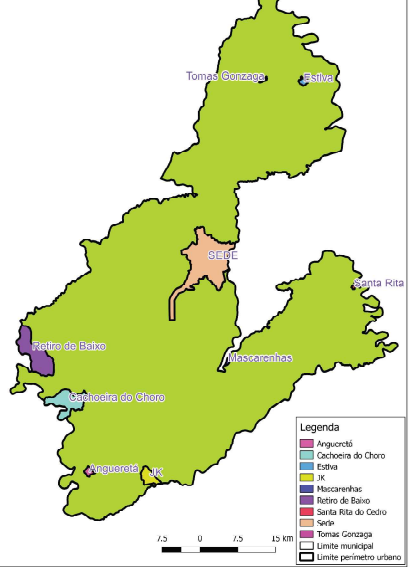 Tomas Gonzaga
Estiva
SEDE
Santa Rita
Retiro de Baixo
Mascarenhas
Cachoeira do Choro
Angueretá
JK
7.5 0 7.5 15 km
Legenda
Angueretá
Cachoeira do Choro
Estiva
JK
Mascarenhas
Retiro de Baixo
Santa Rita do Cedro
Sede
Tomas Gonzaga
Limite municipal
Limite perímetro urbano